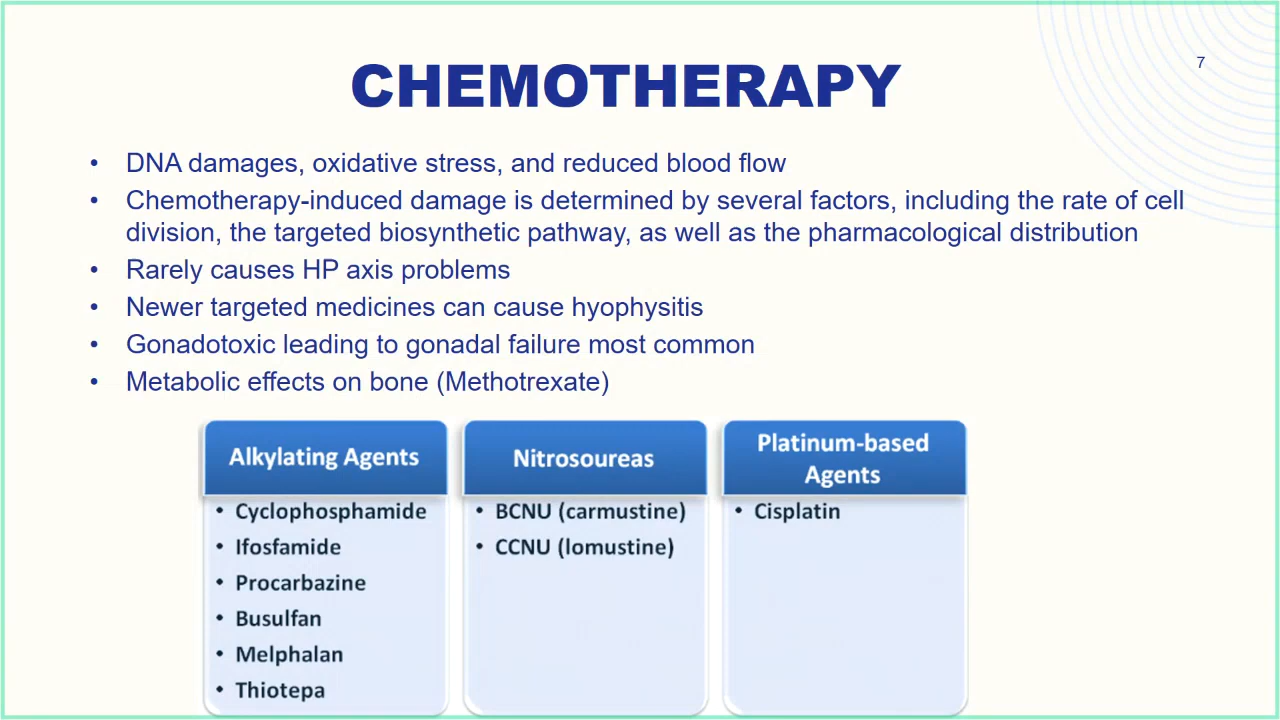 7
CHEMOTHERAPY
• DNA damages, oxidative stress, and reduced blood flow
• Chemotherapy-induced damage is determined by several factors, including the rate of cell
division, the targeted biosynthetic pathway, as well as the pharmacological distribution
• Rarely causes HP axis problems
• Newer targeted medicines can cause hyophysitis
• Gonadotoxic leading to gonadal failure most common
• Metabolic effects on bone (Methotrexate)
Alkylating Agents
• Cyclophosphamide
• Ifosfamide
• Procarbazine
• Busulfan
• Melphalan
• Thiotepa
Nitrosoureas
• BCNU (carmustine)
• CCNU (lomustine)
Platinum-based
Agents
• Cisplatin